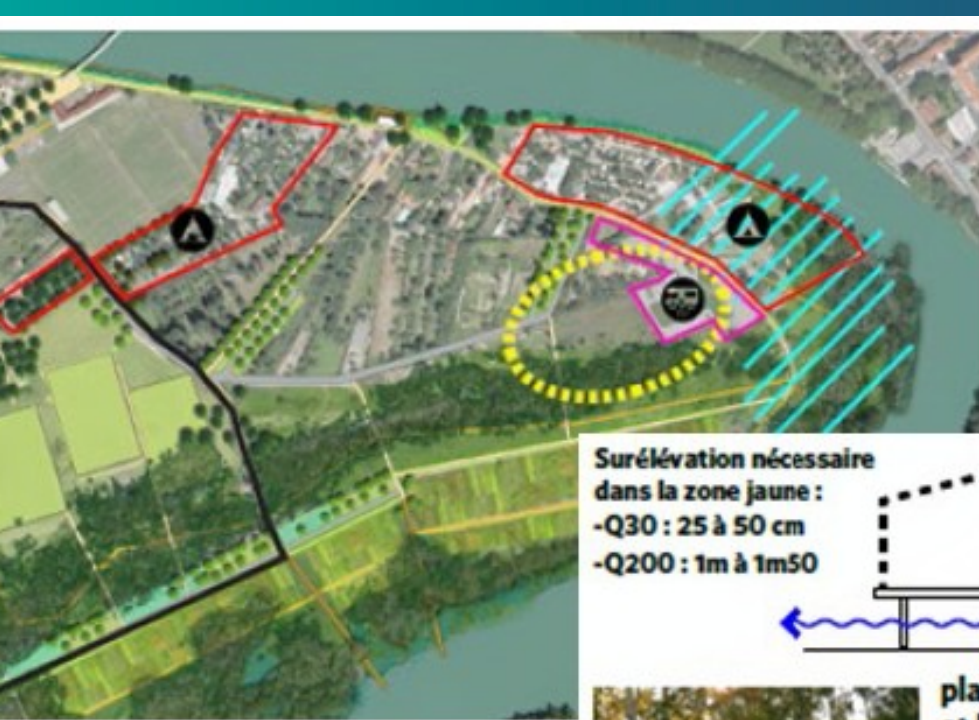 Surélévation nécessaire
dans la zone jaune :
-Q30 : 25 à 50 cm
-Q200 : 1m à 1m50